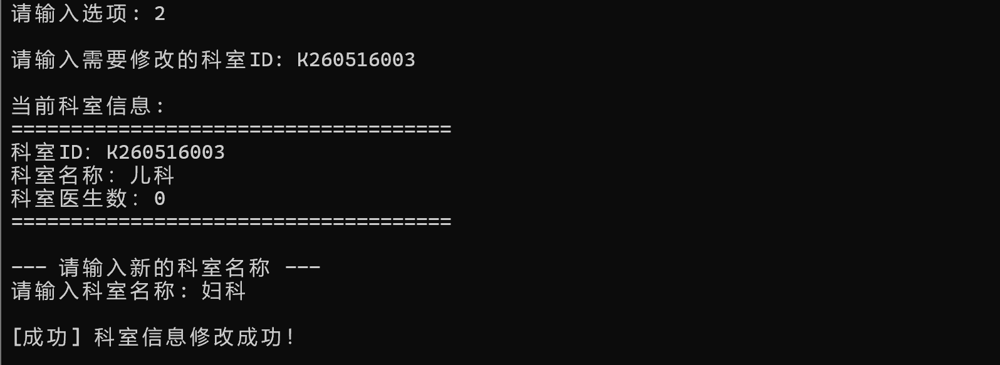 请输入选项: 2
请输入需要修改的科室ID: K260516003
当前科室信息:
=====================================
科室ID: K260516003
科室名称: 儿科
科室医生数: 0
=====================================
--- 请输入新的科室名称 ---
请输入科室名称: 妇科
[成功] 科室信息修改成功!